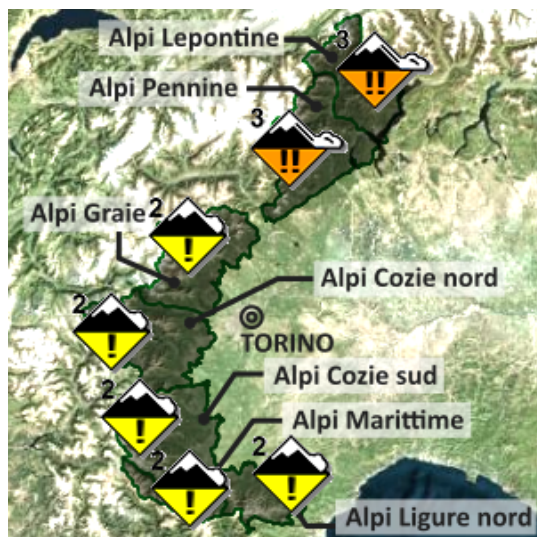 3
Alpi Lepontine
Alpi Pennine
3
!!
!!
2
Alpi Graie
!
Alpi Cozie nord
2
!
TORINO
Alpi Cozie sud
2
!
Alpi Marittime
2
!
2
!
Alpi Ligure nord